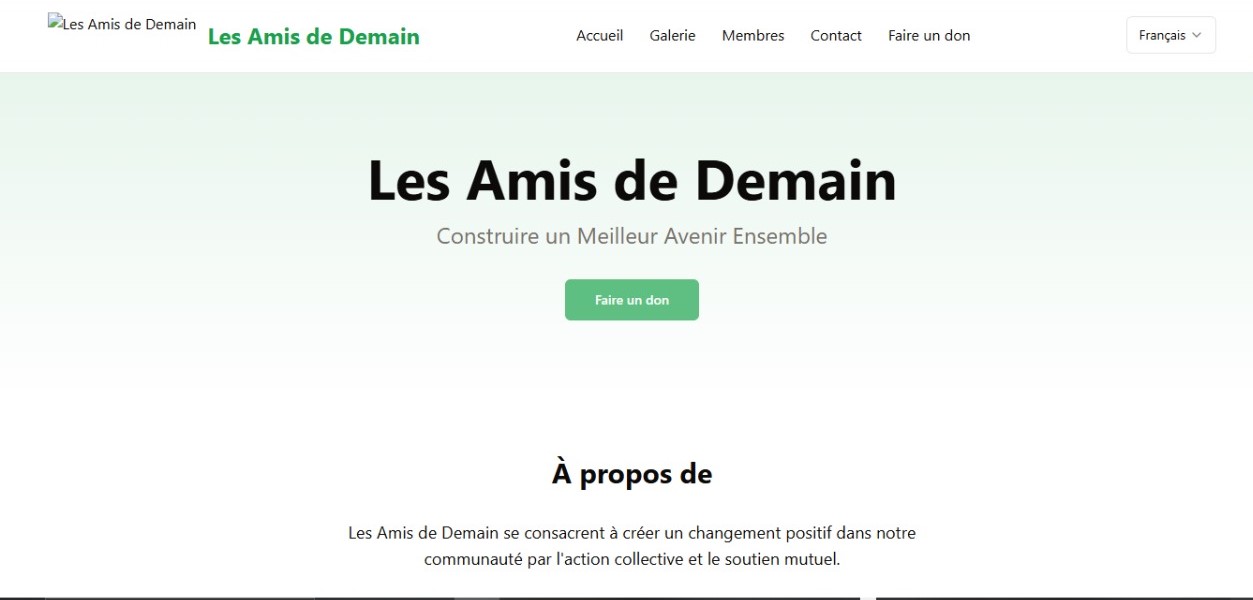 Les Amis de Demain
Les Amis de Demain
Accueil
Galerie
Membres
Contact
Faire un don
Français
Les Amis de Demain
Construire un Meilleur Avenir Ensemble
Faire un don
À propos de
Les Amis de Demain se consacrent à créer un changement positif dans notre
communauté par l'action collective et le soutien mutuel.